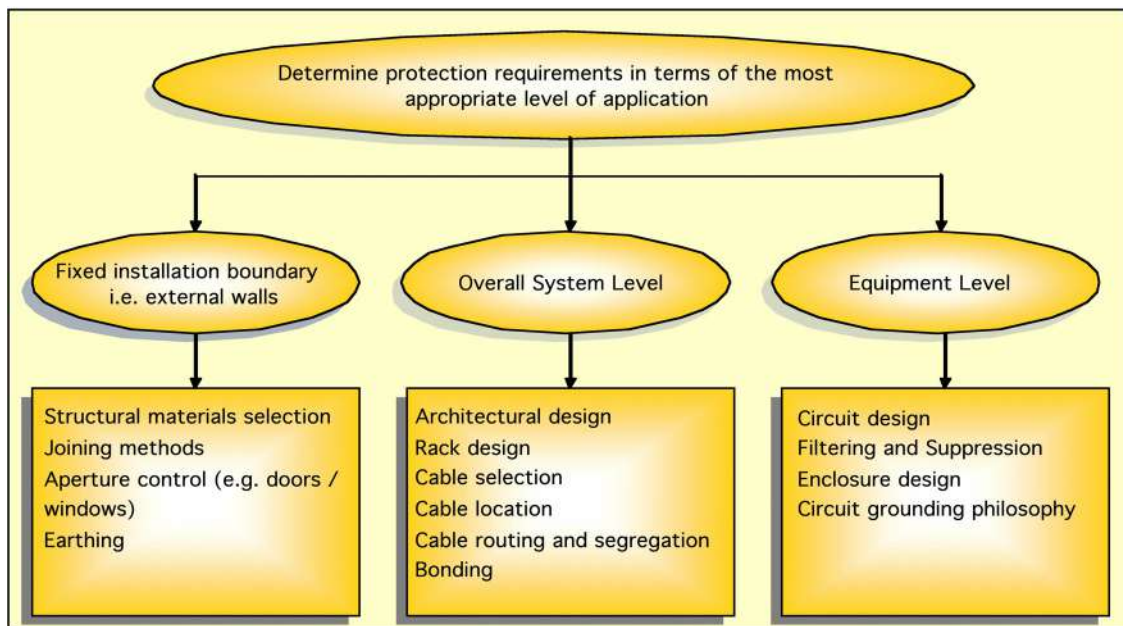 Determine protection requirements in terms of the most
appropriate level of application
Fixed installation boundary
i.e. external walls
Overall System Level
Equipment Level
Structural materials selection
Joining methods
Aperture control (e.g. doors /
windows)
Earthing
Architectural design
Rack design
Cable selection
Cable location
Cable routing and segregation
Bonding
Circuit design
Filtering and Suppression
Enclosure design
Circuit grounding philosophy